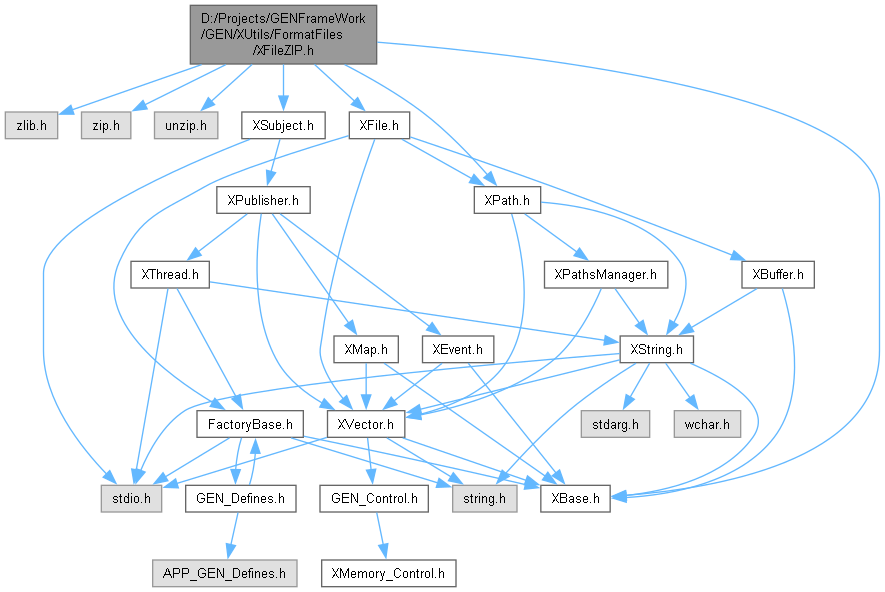 D:/Projects/GENFrameWork
/GEN/XUtils/FormatFiles
/XFileZIP.h
zlib.h
zip.h
unzip.h
XSubject.h
XFile.h
XPublisher.h
XPath.h
XThread.h
XPathsManager.h
XBuffer.h
XMap.h
XEvent.h
XString.h
FactoryBase.h
XVector.h
stdarg.h
wchar.h
stdio.h
GEN_Defines.h
GEN_Control.h
string.h
XBase.h
APP_GEN_Defines.h
XMemory_Control.h